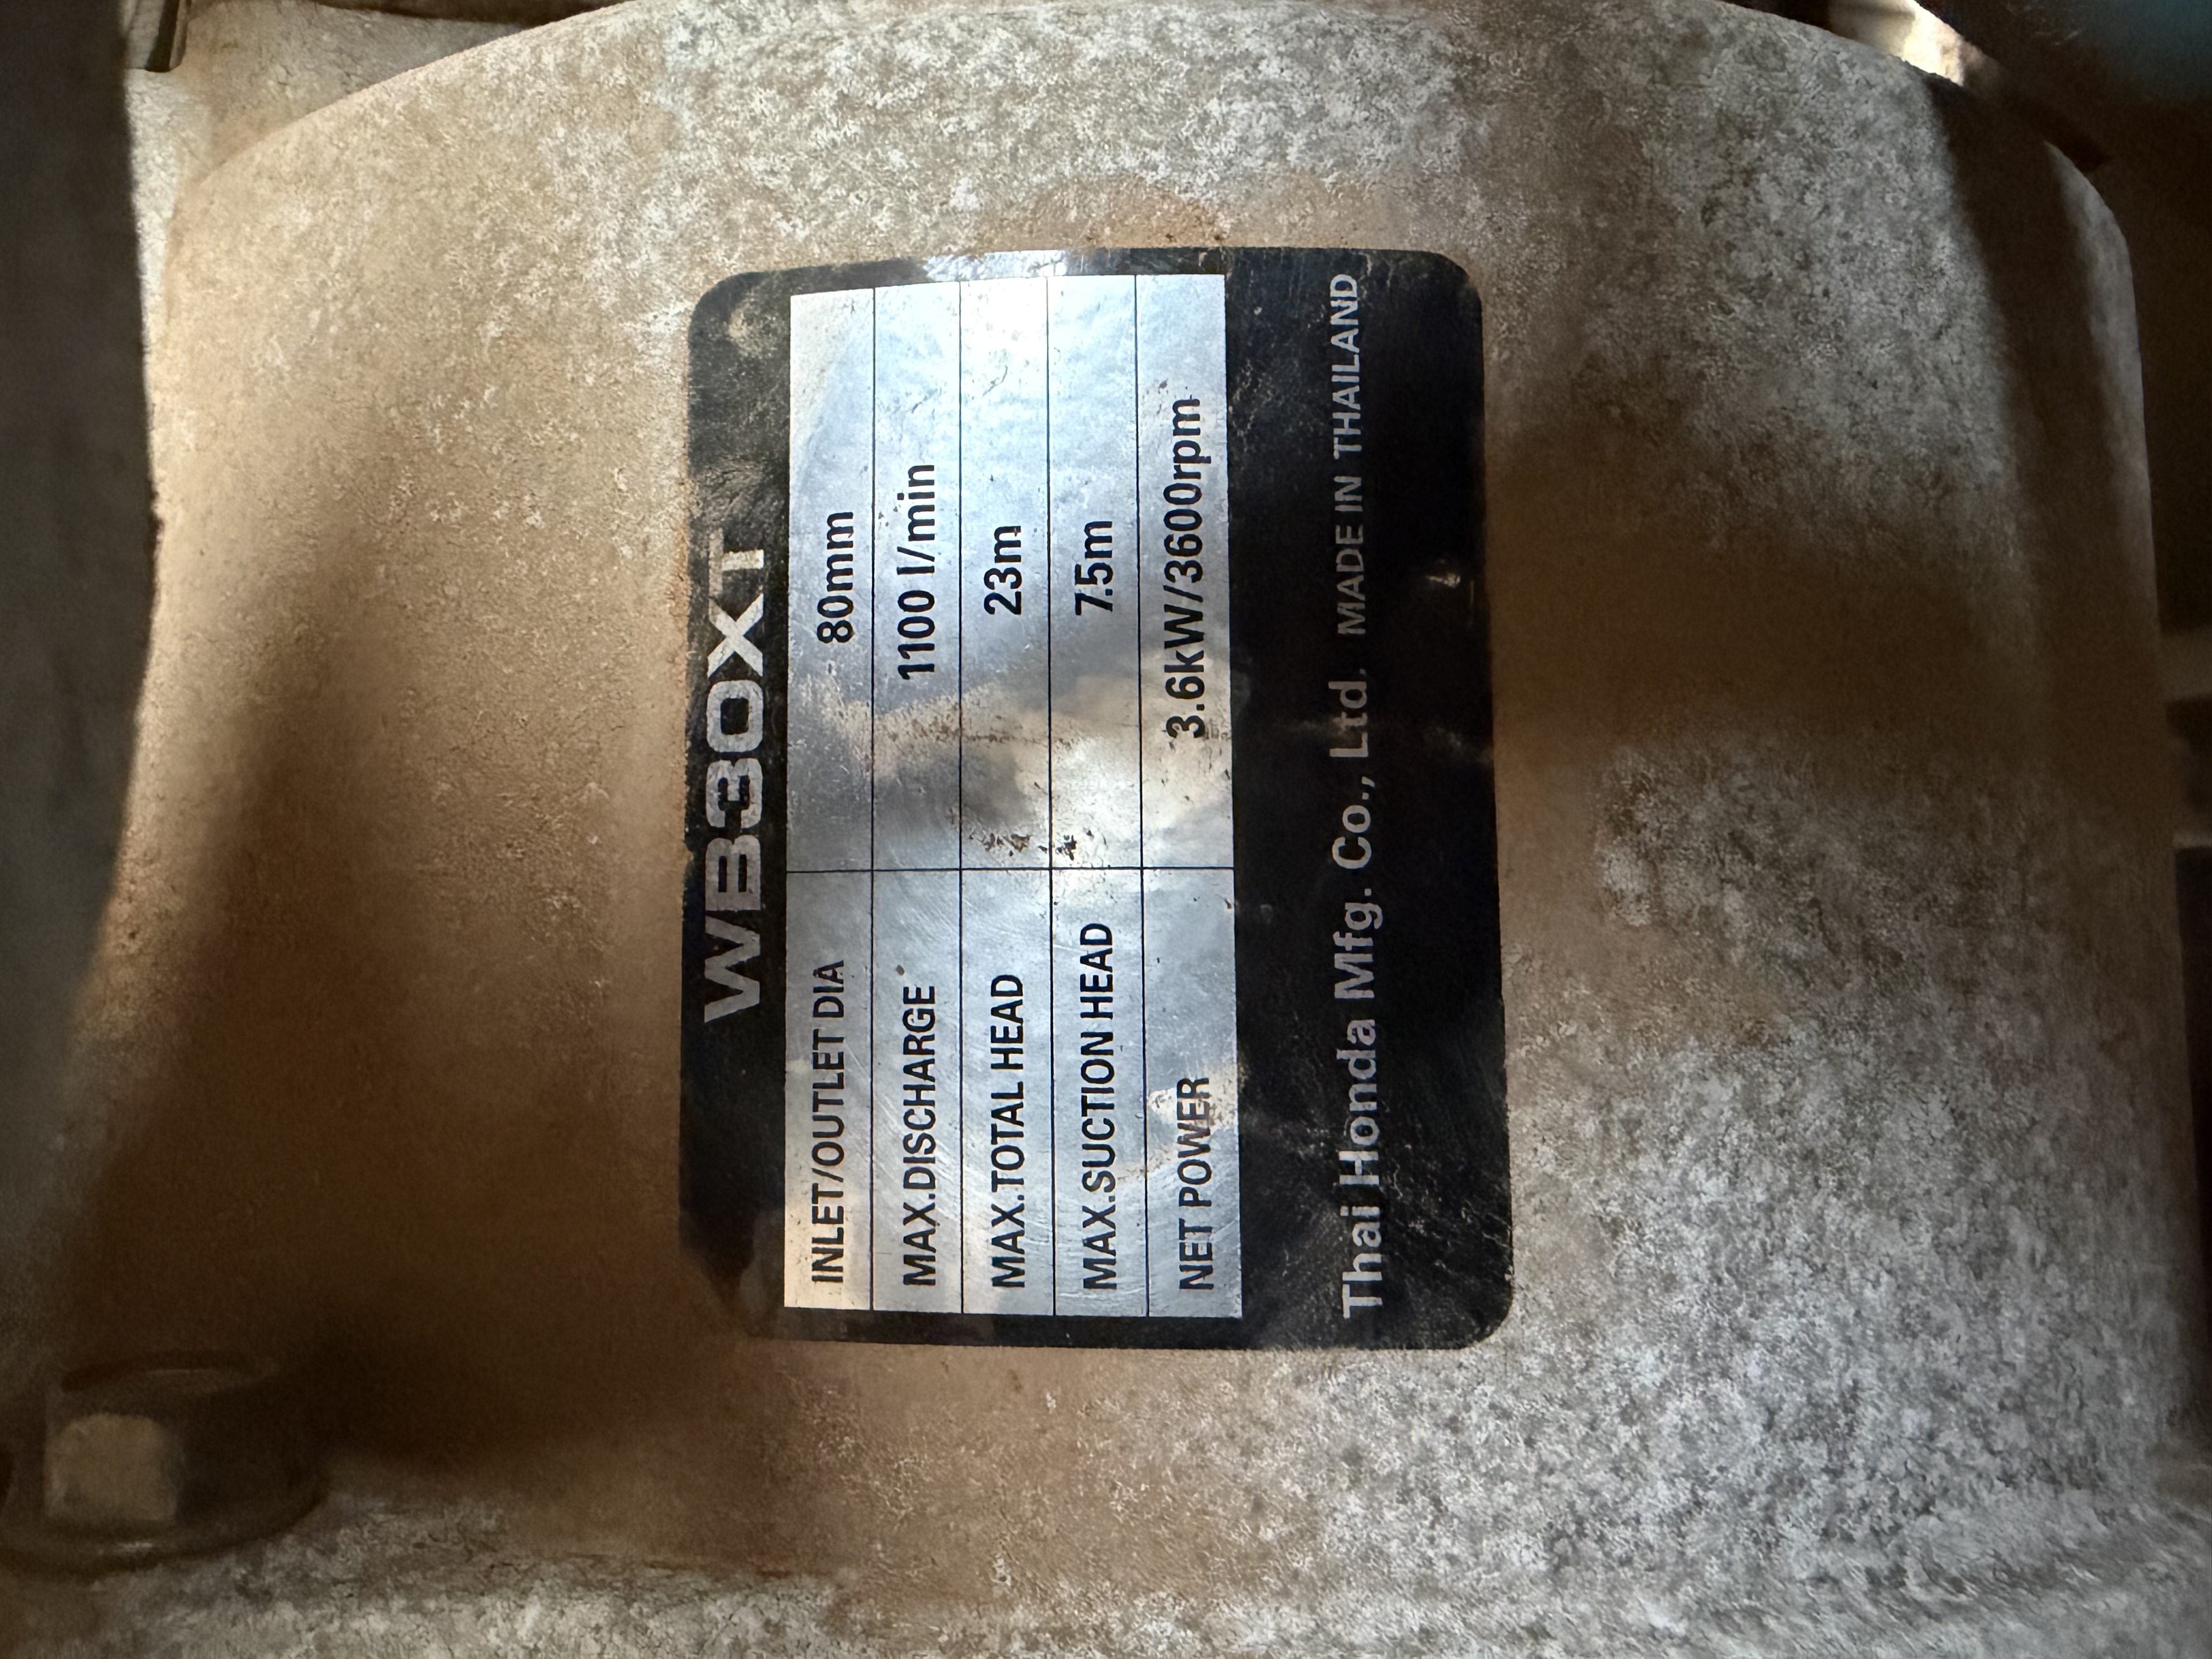 WB30XT
INLET/OUTLET DIA 80mm
MAX.DISCHARGE 1100 l/min
MAX.TOTAL HEAD 23m
MAX.SUCTION HEAD 7.5m
NET POWER 3.6kW/3600rpm
Thai Honda Mfg. Co., Ltd. MADE IN THAILAND